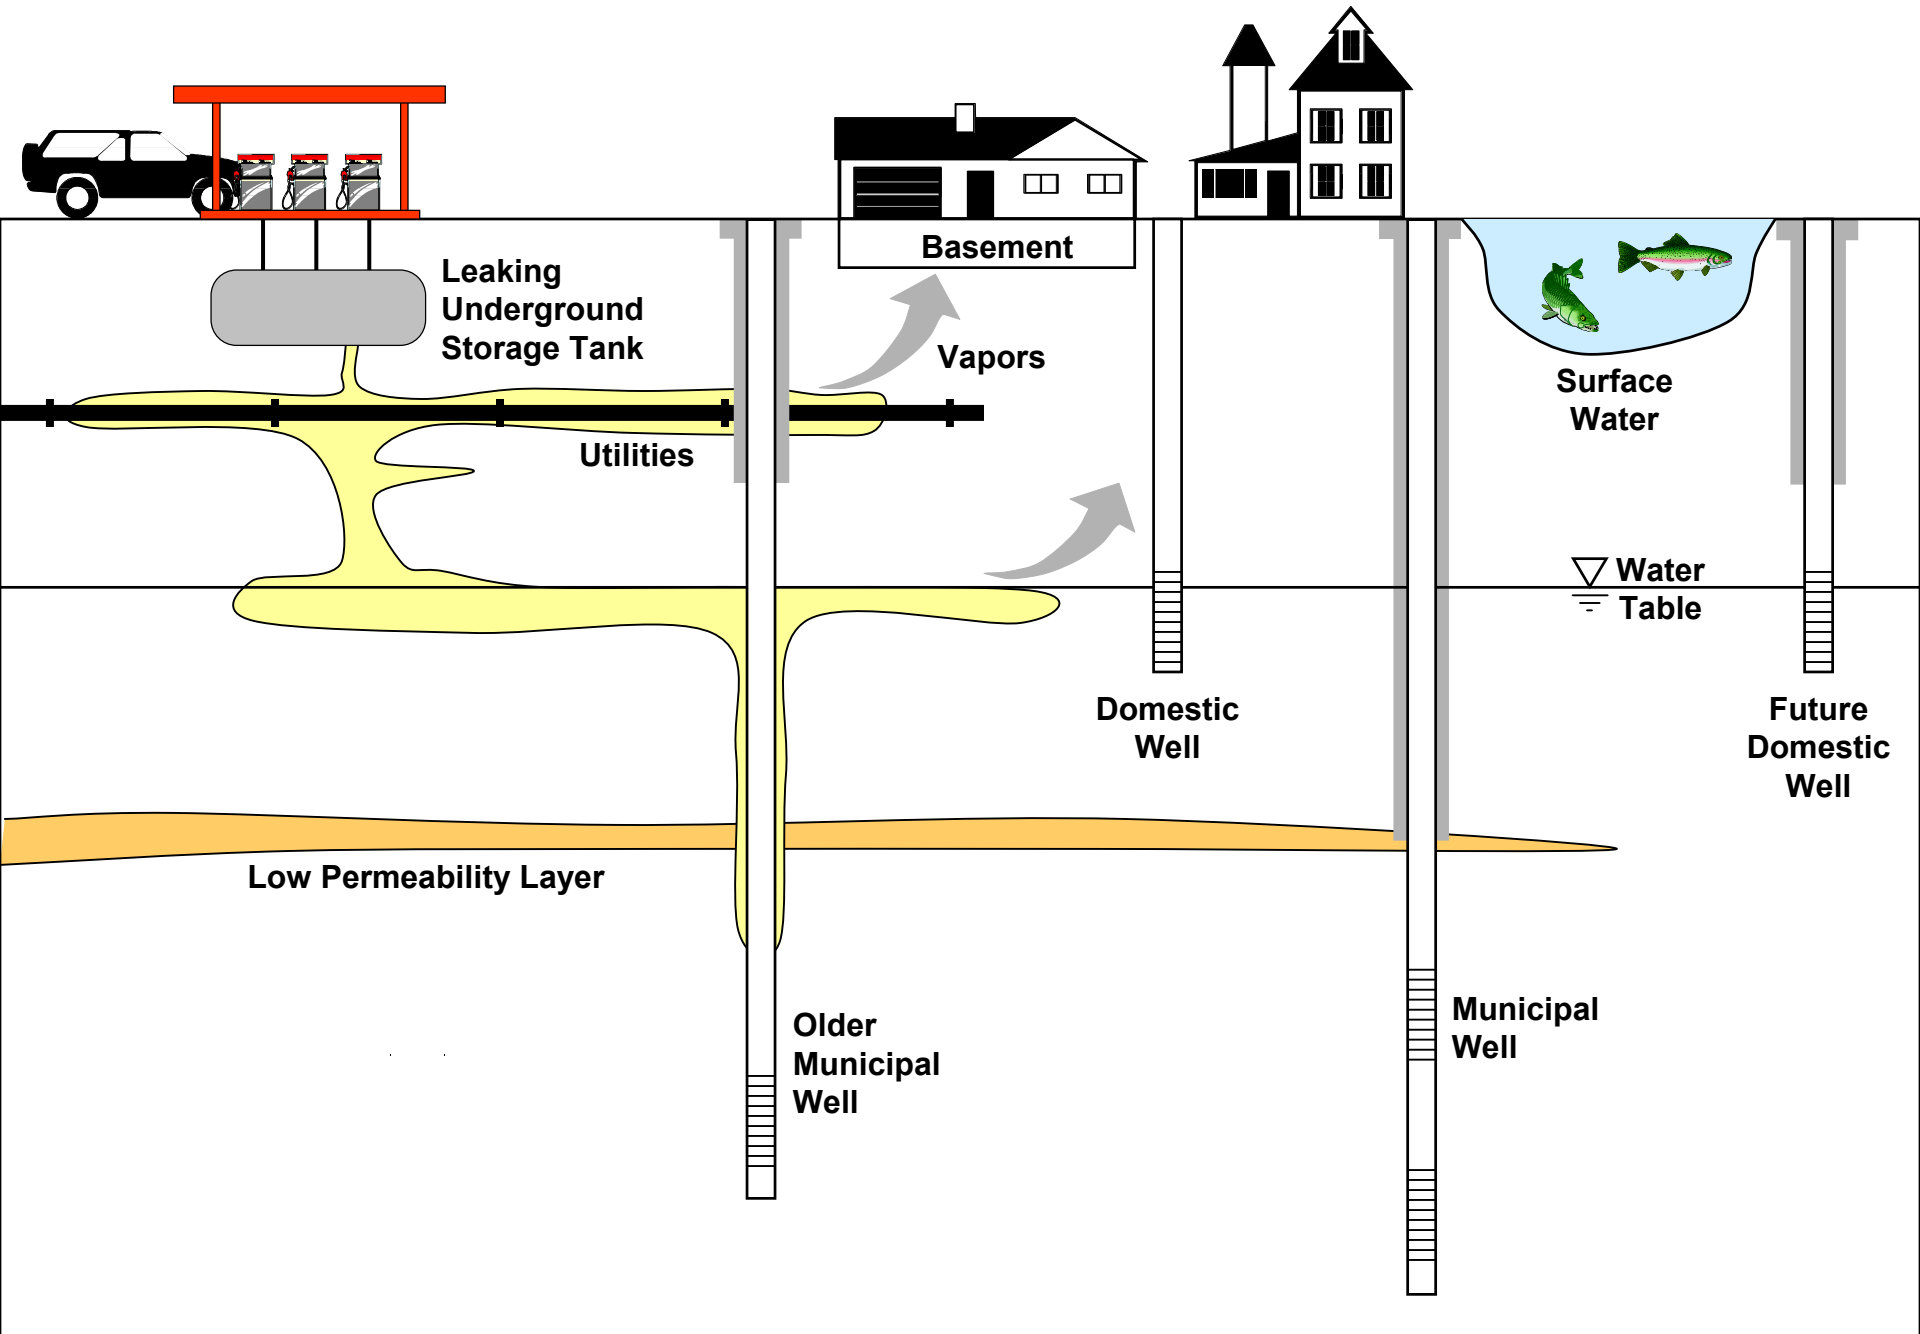 Basement
Leaking
Underground
Storage Tank
Vapors
Surface
Water
Utilities
Water
Table
Domestic
Well
Future
Domestic
Well
Low Permeability Layer
Older
Municipal
Well
Municipal
Well